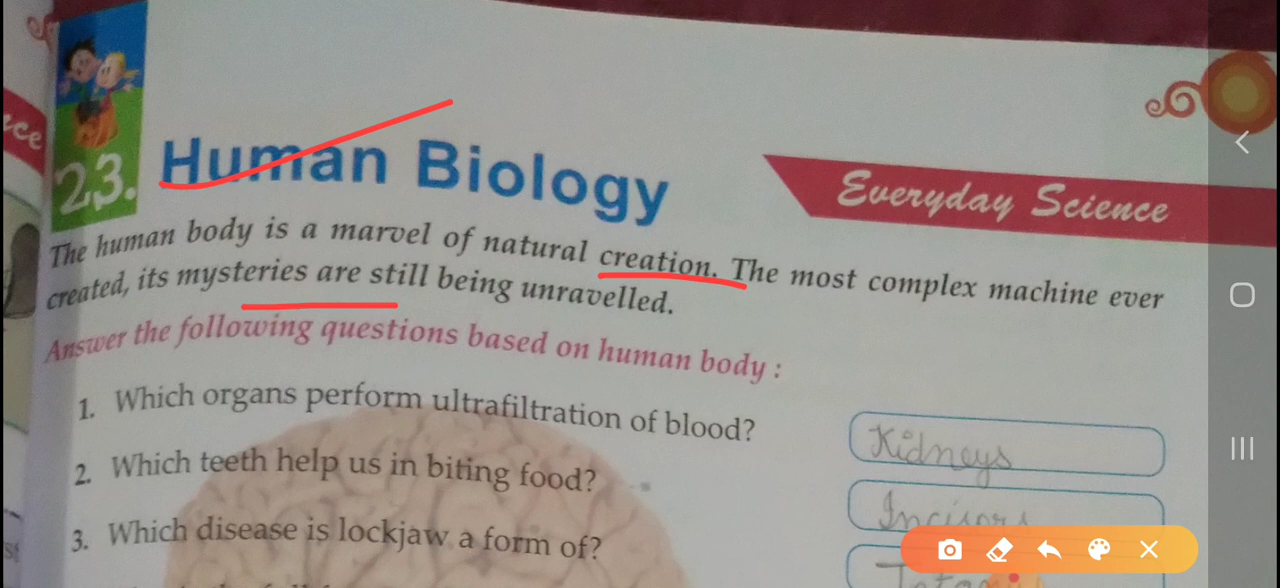 ce
23.
Human Biology
Everyday Science
The human body is a marvel of natural creation. The most complex machine ever
created, its mysteries are still being unravelled.
Answer the following questions based on human body :
1. Which organs perform ultrafiltration of blood?
Kidneys
2. Which teeth help us in biting food?
Incisors
3. Which disease is lockjaw a form of?